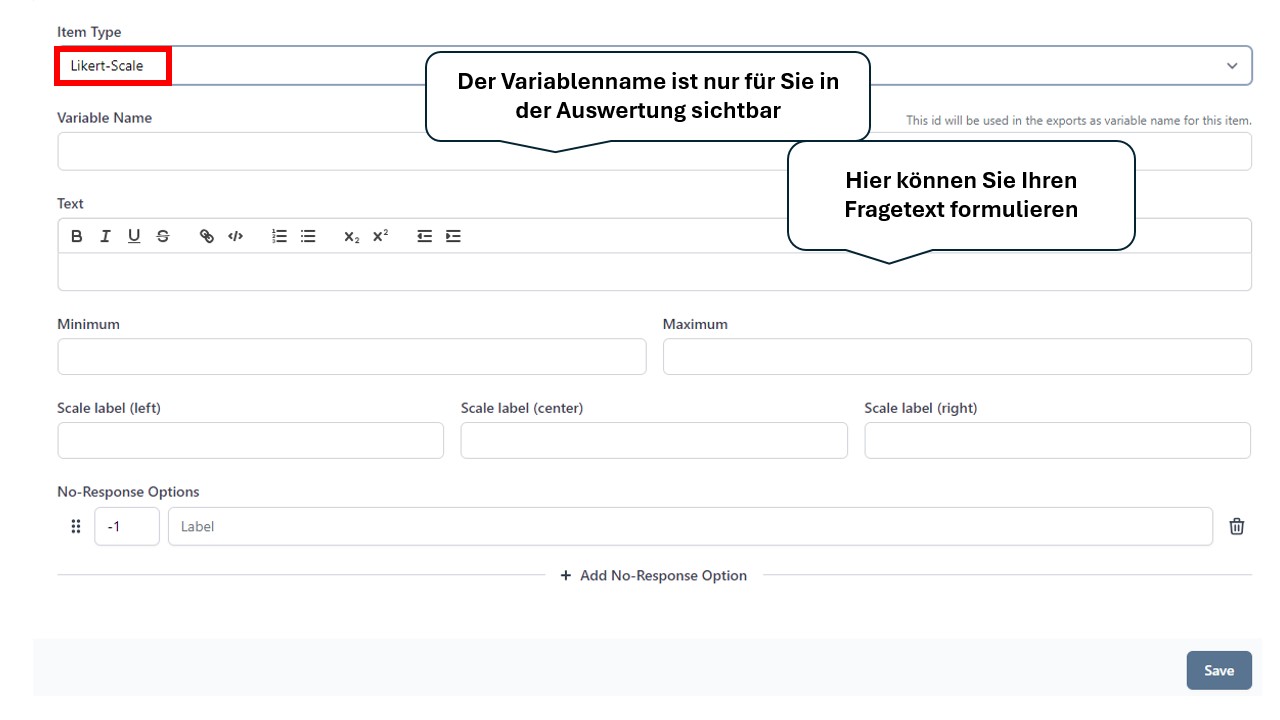 Item Type
Likert-Scale
Der Variablenname ist nur für Sie in
der Auswertung sichtbar
Variable Name
This id will be used in the exports as variable name for this item.
Hier können Sie Ihren
Fragetext formulieren
Text
B I U S </> X₂ X²
Minimum
Maximum
Scale label (left)
Scale label (center)
Scale label (right)
No-Response Options
-1
Label
+ Add No-Response Option
Save